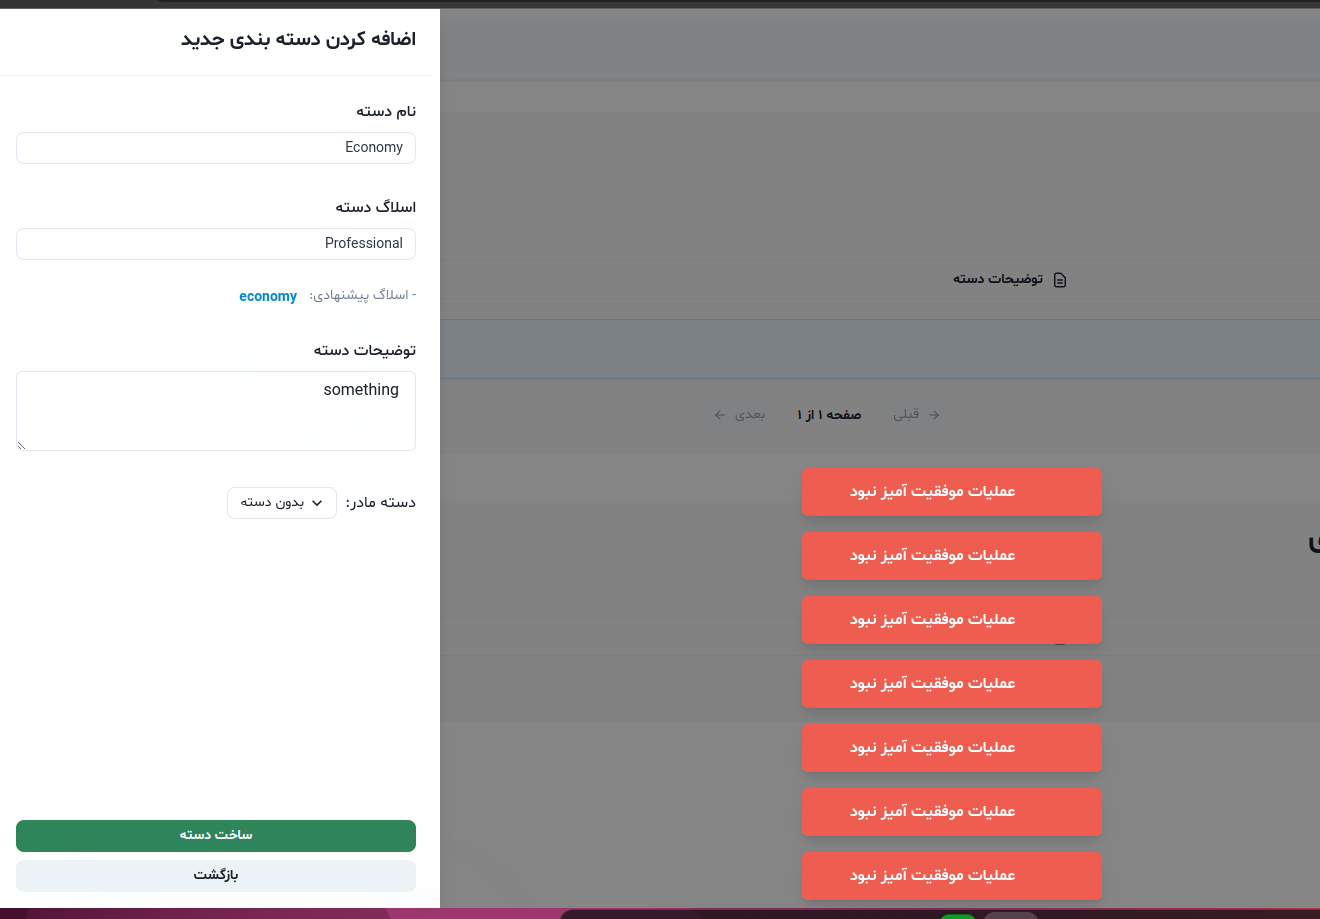 اضافه کردن دسته بندی جدید
نام دسته
Economy
اسلاگ دسته
Professional
- اسلاگ پیشنهادی: economy
توضیحات دسته
something
دسته مادر: بدون دسته
ساخت دسته
بازگشت
توضیحات دسته
قبلی صفحه ۱ از ۱ بعدی
عملیات موفقیت آمیز نبود
عملیات موفقیت آمیز نبود
عملیات موفقیت آمیز نبود
عملیات موفقیت آمیز نبود
عملیات موفقیت آمیز نبود
عملیات موفقیت آمیز نبود
عملیات موفقیت آمیز نبود